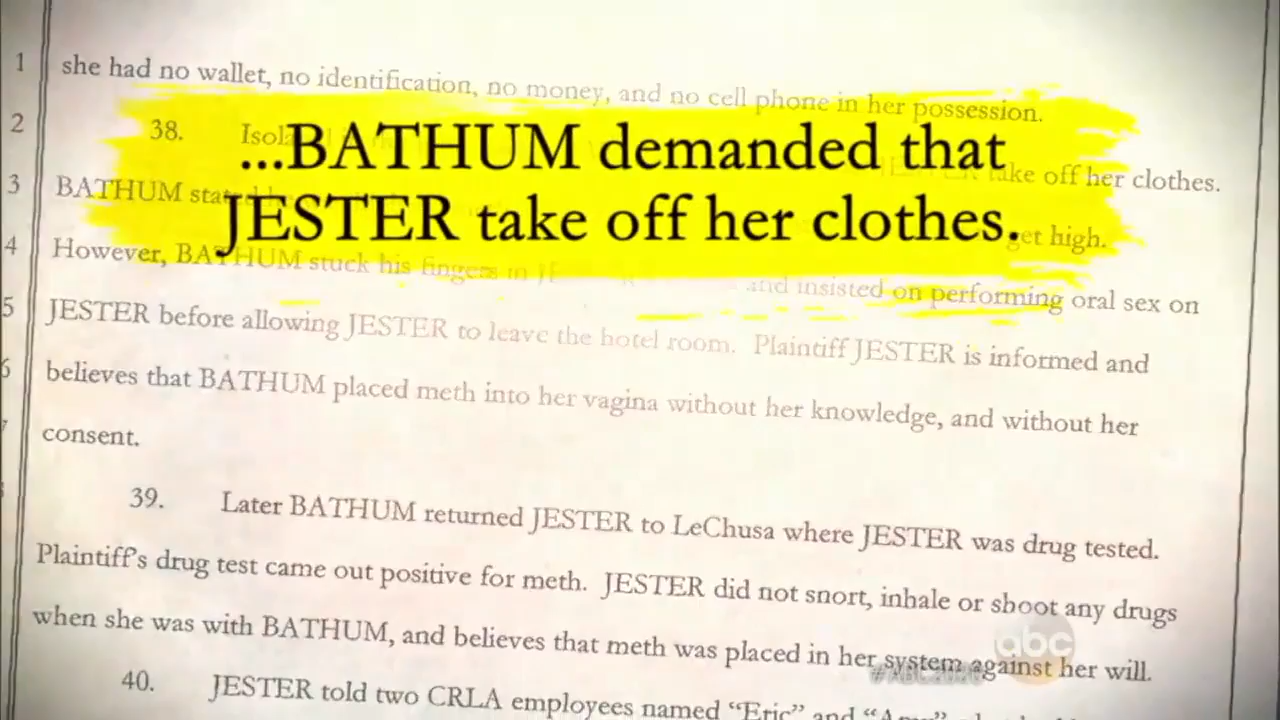 1 she had no wallet, no identification, no money, and no cell phone in her possession.
2 38. Isol take off her clothes.
...BATHUM demanded that
JESTER take off her clothes.
3 BATHUM stated get high.
4 However, BATHUM stuck his fingers in and insisted on performing oral sex on
5 JESTER before allowing JESTER to leave the hotel room. Plaintiff JESTER is informed and
6 believes that BATHUM placed meth into her vagina without her knowledge, and without her
consent.
39. Later BATHUM returned JESTER to LeChusa where JESTER was drug tested.
Plaintiff's drug test came out positive for meth. JESTER did not snort, inhale or shoot any drugs
when she was with BATHUM, and believes that meth was placed in her system against her will.
40. JESTER told two CRLA employees named “Eric” and
abc
#ABC2020